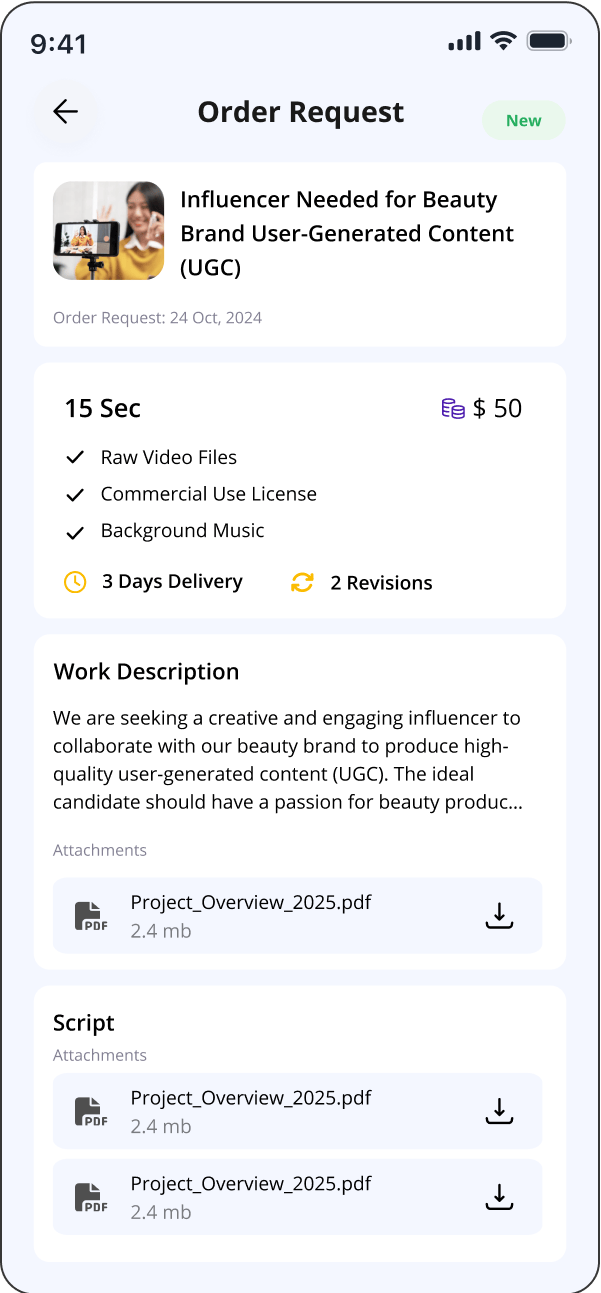 9:41
Order Request
New
Influencer Needed for Beauty
Brand User-Generated Content
(UGC)
Order Request: 24 Oct, 2024
15 Sec
$ 50
Raw Video Files
Commercial Use License
Background Music
3 Days Delivery
2 Revisions
Work Description
We are seeking a creative and engaging influencer to
collaborate with our beauty brand to produce high-
quality user-generated content (UGC). The ideal
candidate should have a passion for beauty produc...
Attachments
PDF
Project_Overview_2025.pdf
2.4 mb
Script
Attachments
PDF
Project_Overview_2025.pdf
2.4 mb
PDF
Project_Overview_2025.pdf
2.4 mb